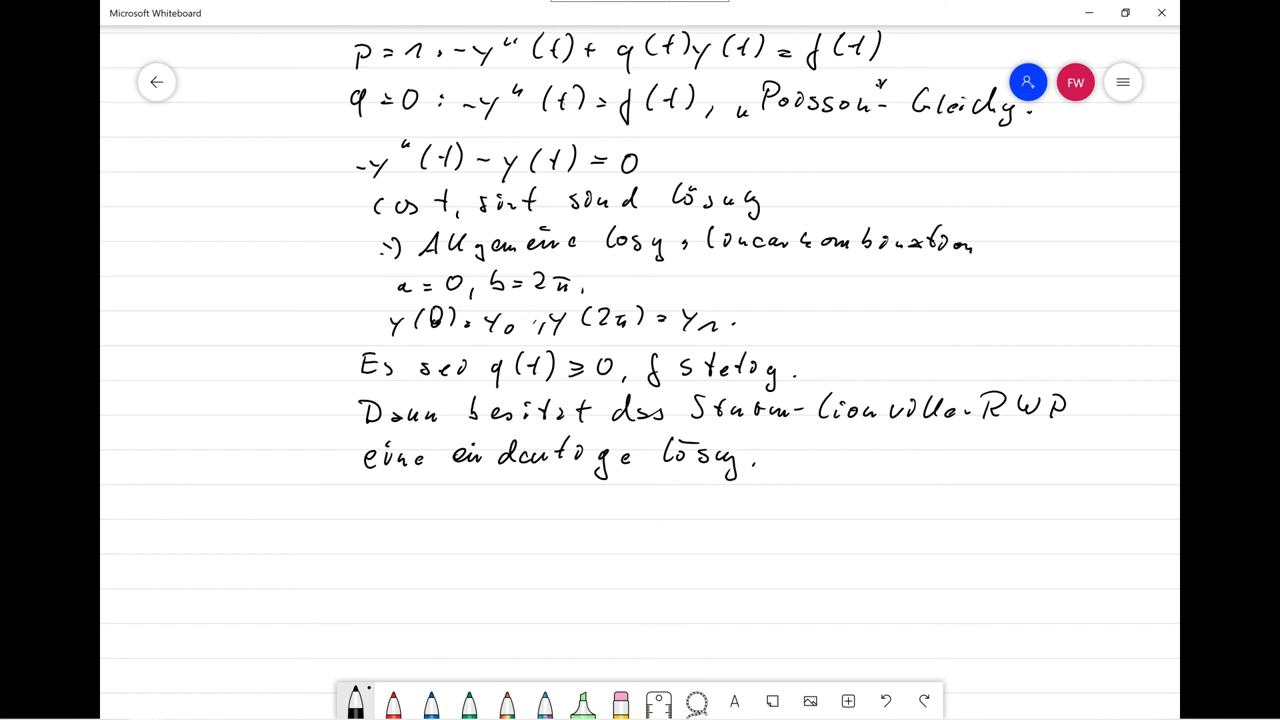 Microsoft Whiteboard
p = 1 : -y''(t) + q(t)y(t) = f(t)
q = 0 : -y''(t) = f(t), „Poisson"- Gleichg.
FW
-y''(t) - y(t) = 0
cos t, sin t sind Lösung
=> Allgemeine Lösg, Linearkombination
a = 0, b = 2π.
y(0) = y₀, y(2π) = y₁.
Es sei q(t) ≥ 0, f stetig.
Dann besitzt das Sturm-Liouville-RWP
eine eindeutige Lösung.
A